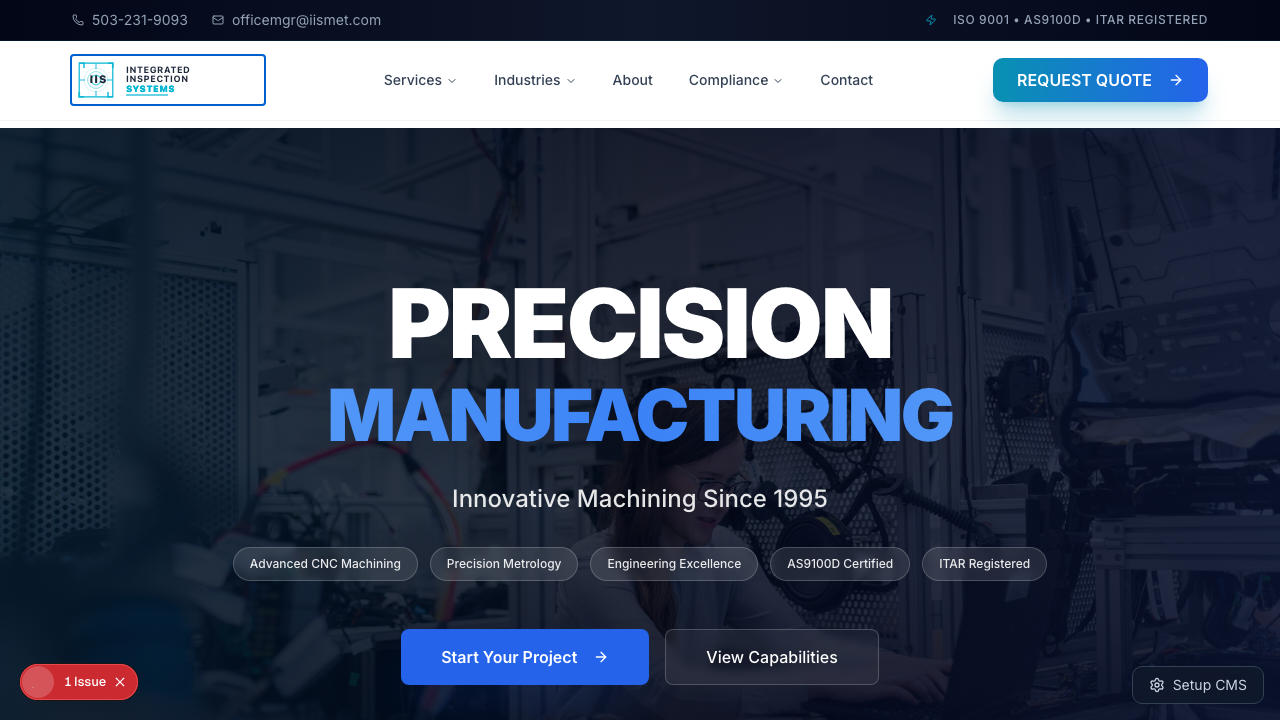 503-231-9093
officemgr@iismet.com
ISO 9001 • AS9100D • ITAR REGISTERED
IIS
INTEGRATED
INSPECTION
SYSTEMS
Services
Industries
About
Compliance
Contact
REQUEST QUOTE
PRECISION
MANUFACTURING
Innovative Machining Since 1995
Advanced CNC Machining
Precision Metrology
Engineering Excellence
AS9100D Certified
ITAR Registered
Start Your Project
View Capabilities
1 Issue
Setup CMS